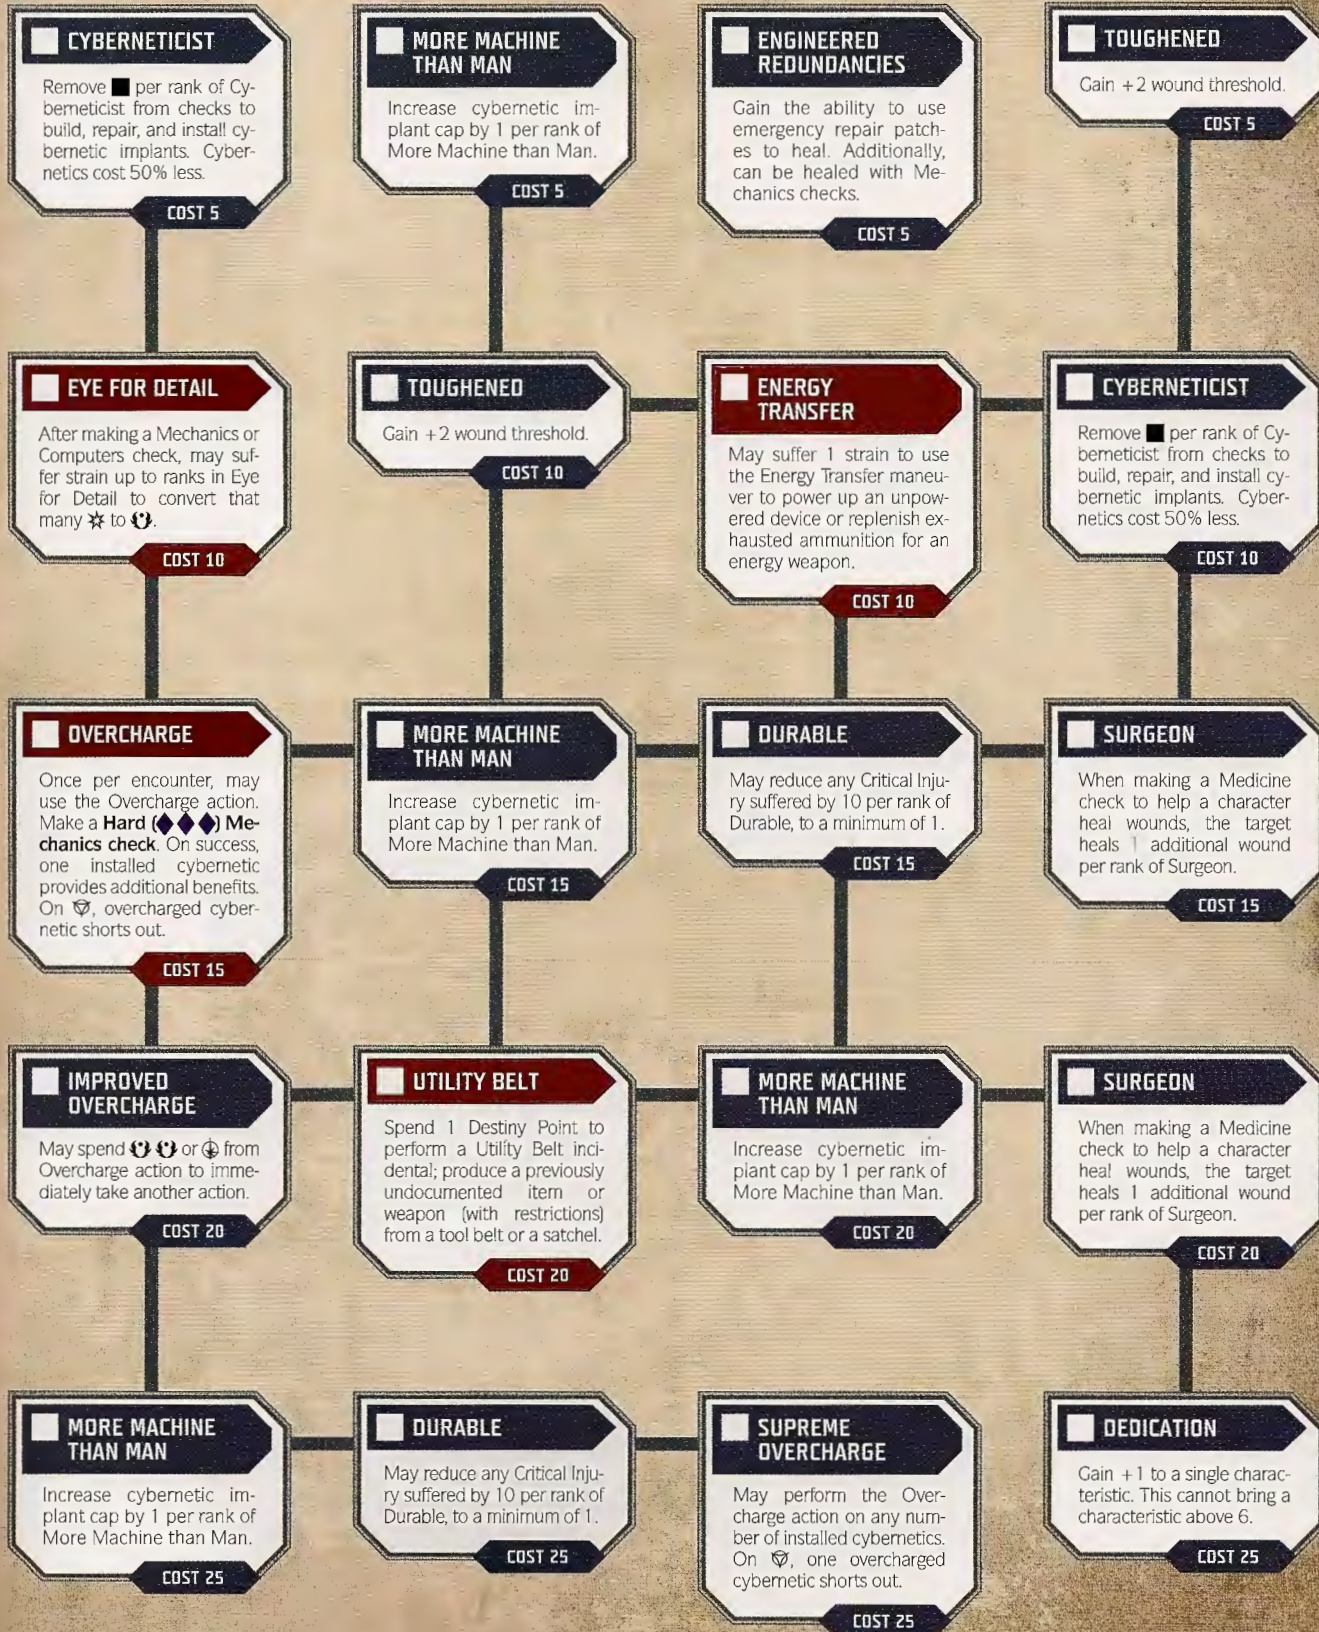 CYBERNETICIST
Remove ■ per rank of Cy-
berneticist from checks to
build, repair, and install cy-
bernetic implants. Cyber-
netics cost 50% less.
COST 5
MORE MACHINE
THAN MAN
Increase cybernetic im-
plant cap by 1 per rank of
More Machine than Man.
COST 5
ENGINEERED
REDUNDANCIES
Gain the ability to use
emergency repair patch-
es to heal. Additionally,
can be healed with Me-
chanics checks.
COST 5
TOUGHENED
Gain +2 wound threshold.
COST 5
EYE FOR DETAIL
After making a Mechanics or
Computers check, may suf-
fer strain up to ranks in Eye
for Detail to convert that
many to .
COST 10
TOUGHENED
Gain +2 wound threshold.
COST 10
ENERGY
TRANSFER
May suffer 1 strain to use
the Energy Transfer maneu-
ver to power up an unpow-
ered device or replenish ex-
hausted ammunition for an
energy weapon.
COST 10
CYBERNETICIST
Remove ■ per rank of Cy-
berneticist from checks to
build, repair, and install cy-
bernetic implants. Cyber-
netics cost 50% less.
COST 10
OVERCHARGE
Once per encounter, may
use the Overcharge action.
Make a Hard (◆◆◆) Me-
chanics check. On success,
one installed cybernetic
provides additional benefits.
On , overcharged cyber-
netic shorts out.
COST 15
MORE MACHINE
THAN MAN
Increase cybernetic im-
plant cap by 1 per rank of
More Machine than Man.
COST 15
DURABLE
May reduce any Critical Inju-
ry suffered by 10 per rank of
Durable, to a minimum of 1.
COST 15
SURGEON
When making a Medicine
check to help a character
heal wounds, the target
heals 1 additional wound
per rank of Surgeon.
COST 15
IMPROVED
OVERCHARGE
May spend or from
Overcharge action to imme-
diately take another action.
COST 20
UTILITY BELT
Spend 1 Destiny Point to
perform a Utility Belt inci-
dental; produce a previously
undocumented item or
weapon (with restrictions)
from a tool belt or a satchel.
COST 20
MORE MACHINE
THAN MAN
Increase cybernetic im-
plant cap by 1 per rank of
More Machine than Man.
COST 20
SURGEON
When making a Medicine
check to help a character
heal wounds, the target
heals 1 additional wound
per rank of Surgeon.
COST 20
MORE MACHINE
THAN MAN
Increase cybernetic im-
plant cap by 1 per rank of
More Machine than Man.
COST 25
DURABLE
May reduce any Critical Inju-
ry suffered by 10 per rank of
Durable, to a minimum of 1.
COST 25
SUPREME
OVERCHARGE
May perform the Over-
charge action on any num-
ber of installed cybernetics.
On , one overcharged
cybernetic shorts out.
COST 25
DEDICATION
Gain +1 to a single charac-
teristic. This cannot bring a
characteristic above 6.
COST 25